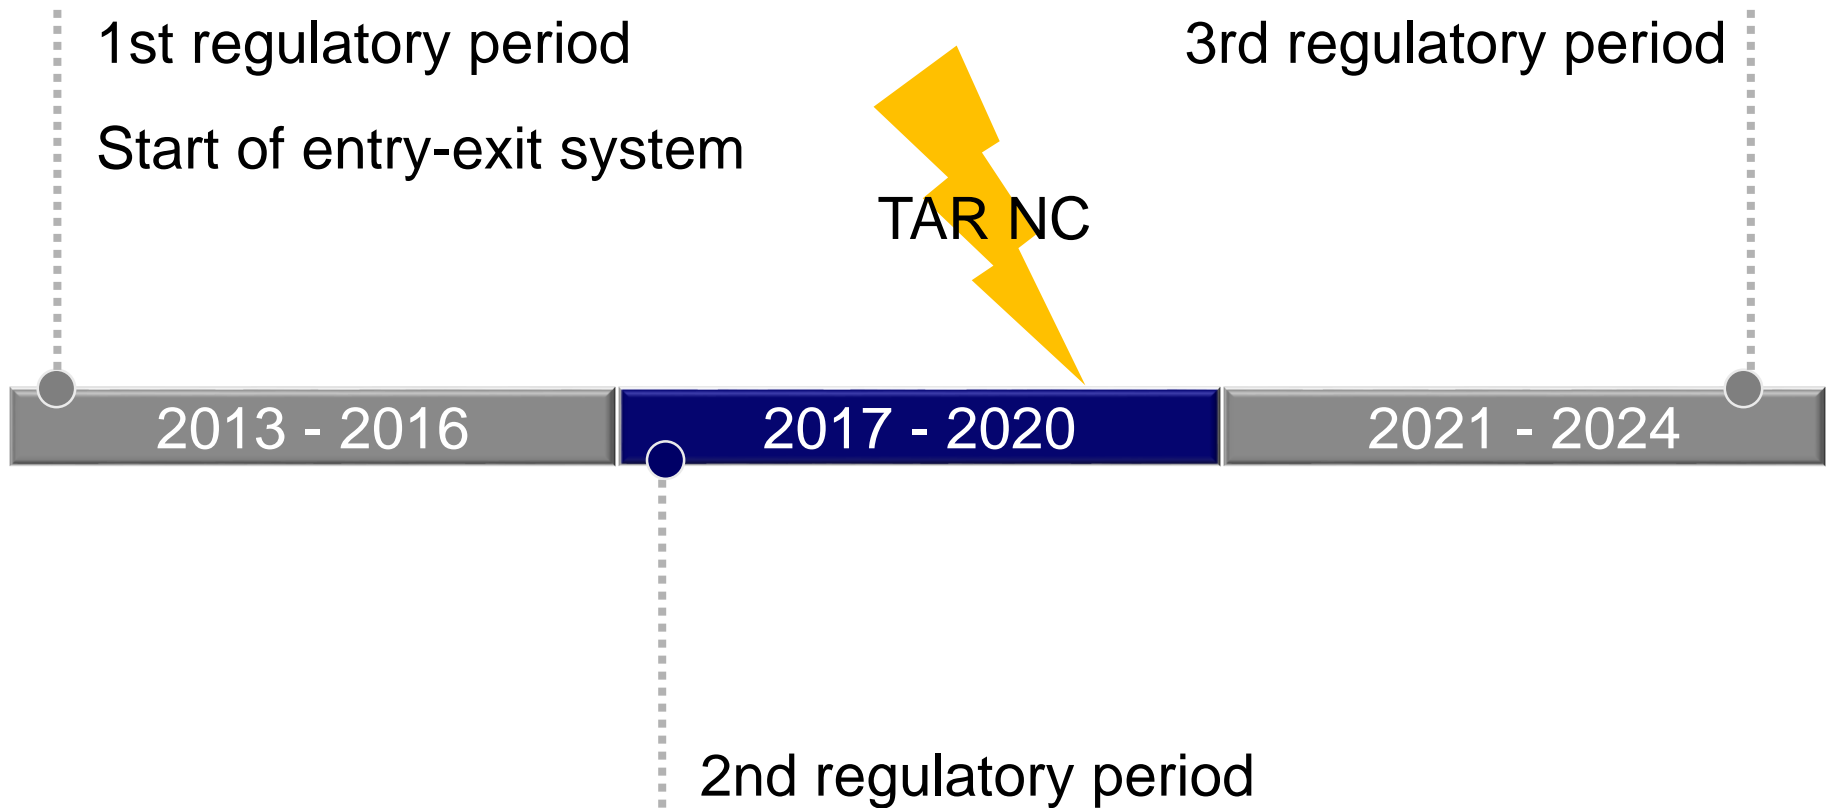 1st regulatory period
3rd regulatory period
Start of entry-exit system
TAR NC
2013 - 2016
2017 - 2020
2021 - 2024
2nd regulatory period